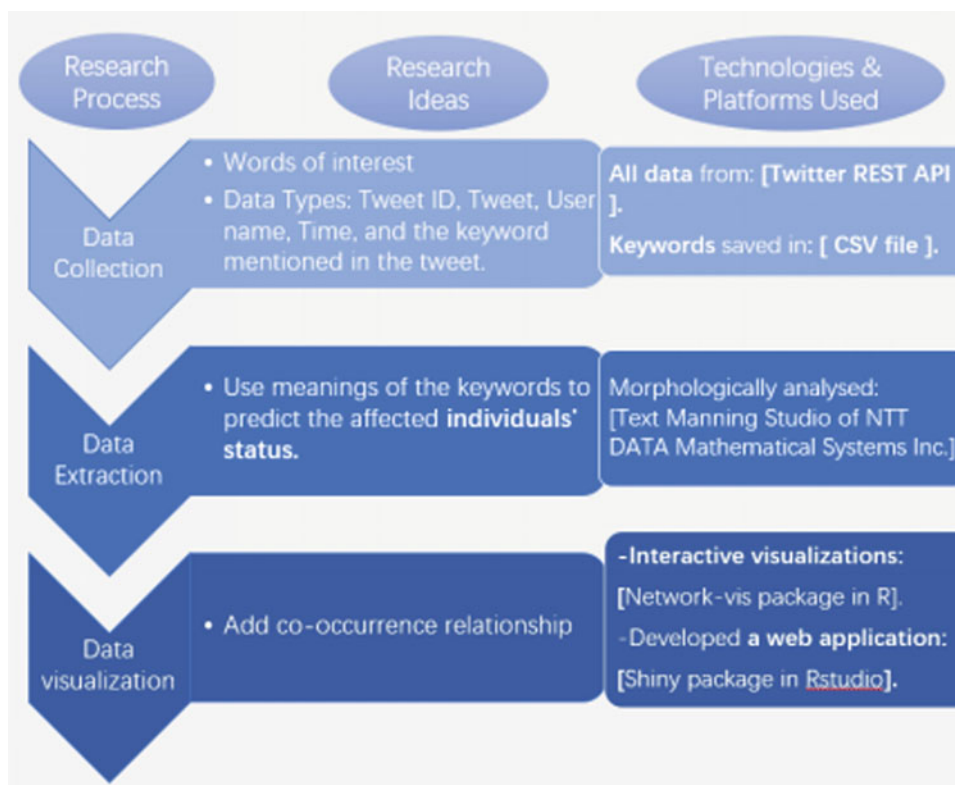 Research
Process
Research
Ideas
Technologies &
Platforms Used
Data
Collection
• Words of interest
• Data Types: Tweet ID, Tweet, User
name, Time, and the keyword
mentioned in the tweet.
All data from: [Twitter REST API
].
Keywords saved in: [ CSV file ].
Data
Extraction
• Use meanings of the keywords to
predict the affected individuals'
status.
Morphologically analysed:
[Text Manning Studio of NTT
DATA Mathematical Systems Inc.]
Data
visualization
• Add co-occurrence relationship
-Interactive visualizations:
[Network-vis package in R].
-Developed a web application:
[Shiny package in Rstudio].